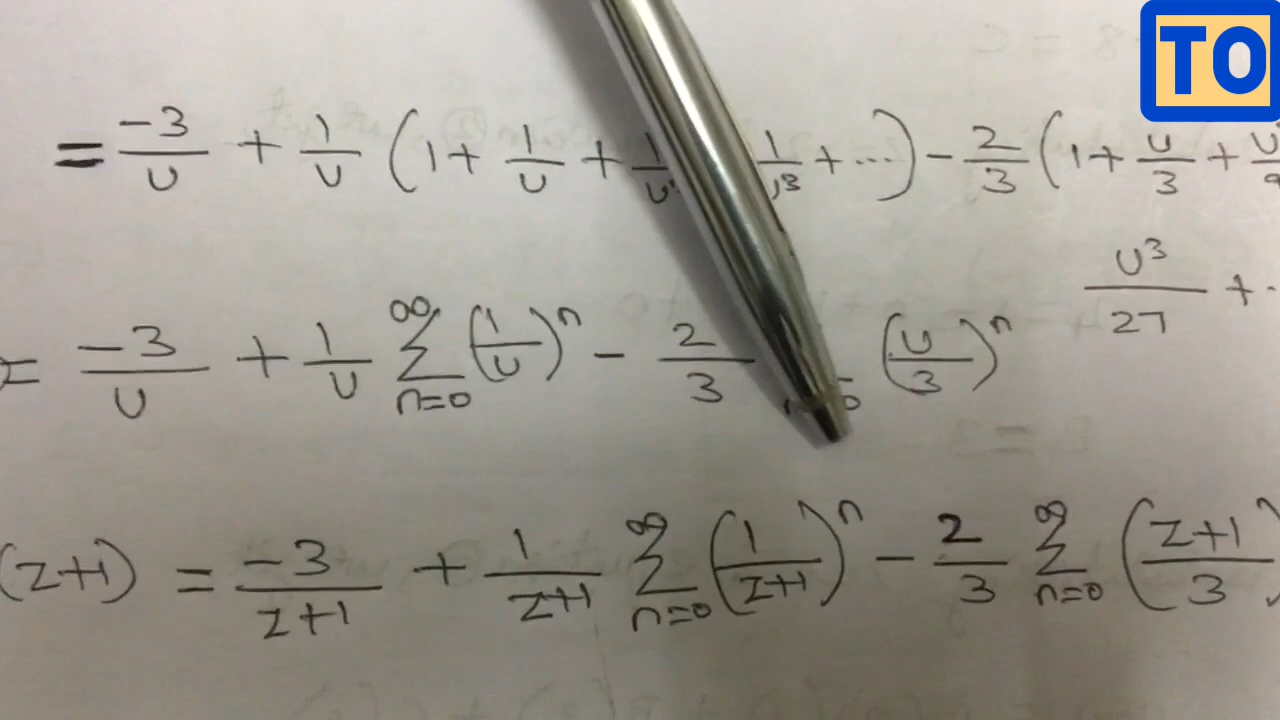 TO
= -3/u + 1/u (1 + 1/u + 1/u 1/u³ + ...) - 2/3 (1 + u/3 + u
u³/27 + ..
= -3/u + 1/u ∞∑n=0 (1/u)ⁿ - 2/3 (u/3)ⁿ
(z+1) = -3/z+1 + 1/z+1 ∞∑n=0 (1/z+1)ⁿ - 2/3 ∞∑n=0 (z+1/3)